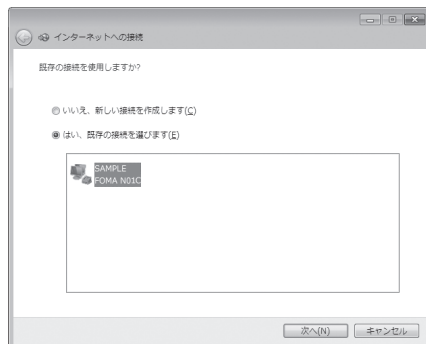 インターネットへの接続
既存の接続を使用しますか?
いいえ、新しい接続を作成します(C)
はい、既存の接続を選びます(E)
SAMPLE
FOMA N01C
次へ(N)
キャンセル